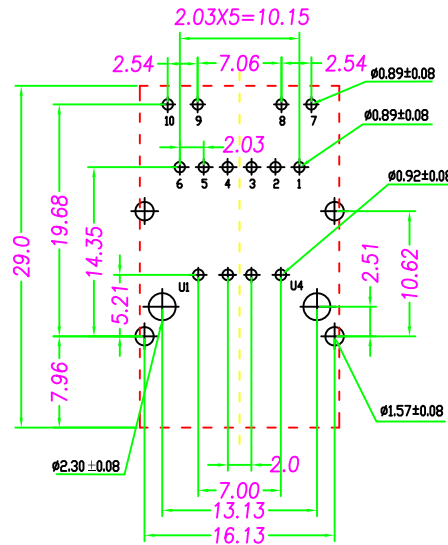 2.03X5=10.15
2.54 7.06 2.54
ø0.89±0.08
10 9 8 7
ø0.89±0.08
2.03
6 5 4 3 2 1
ø0.92±0.08
29.0
19.68
14.35
5.21
7.96
2.51
10.62
U1 U4
ø1.57±0.08
ø2.30±0.08
2.0
7.00
13.13
16.13